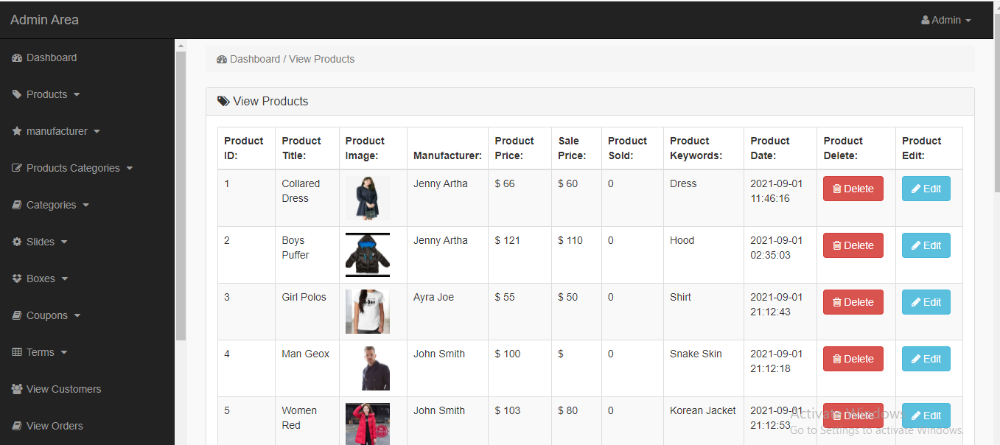 Admin Area
Admin
Dashboard
Products
manufacturer
Products Categories
Categories
Slides
Boxes
Coupons
Terms
View Customers
View Orders
Dashboard / View Products
View Products
Product ID: Product Title: Product Image: Manufacturer: Product Price: Sale Price: Product Sold: Product Keywords: Product Date: Product Delete: Product Edit:
1 Collared Dress Jenny Artha $ 66 $ 60 0 Dress 2021-09-01 11:46:16 Delete Edit
2 Boys Puffer Jenny Artha $ 121 $ 110 0 Hood 2021-09-01 02:35:03 Delete Edit
3 Girl Polos Ayra Joe $ 55 $ 50 0 Shirt 2021-09-01 21:12:43 Delete Edit
4 Man Geox John Smith $ 100 $ 0 Snake Skin 2021-09-01 21:12:18 Delete Edit
5 Women Red John Smith $ 103 $ 80 0 Korean Jacket 2021-09-01 21:12:53 Delete Edit
Activate Windows
Go to Settings to activate Windows.